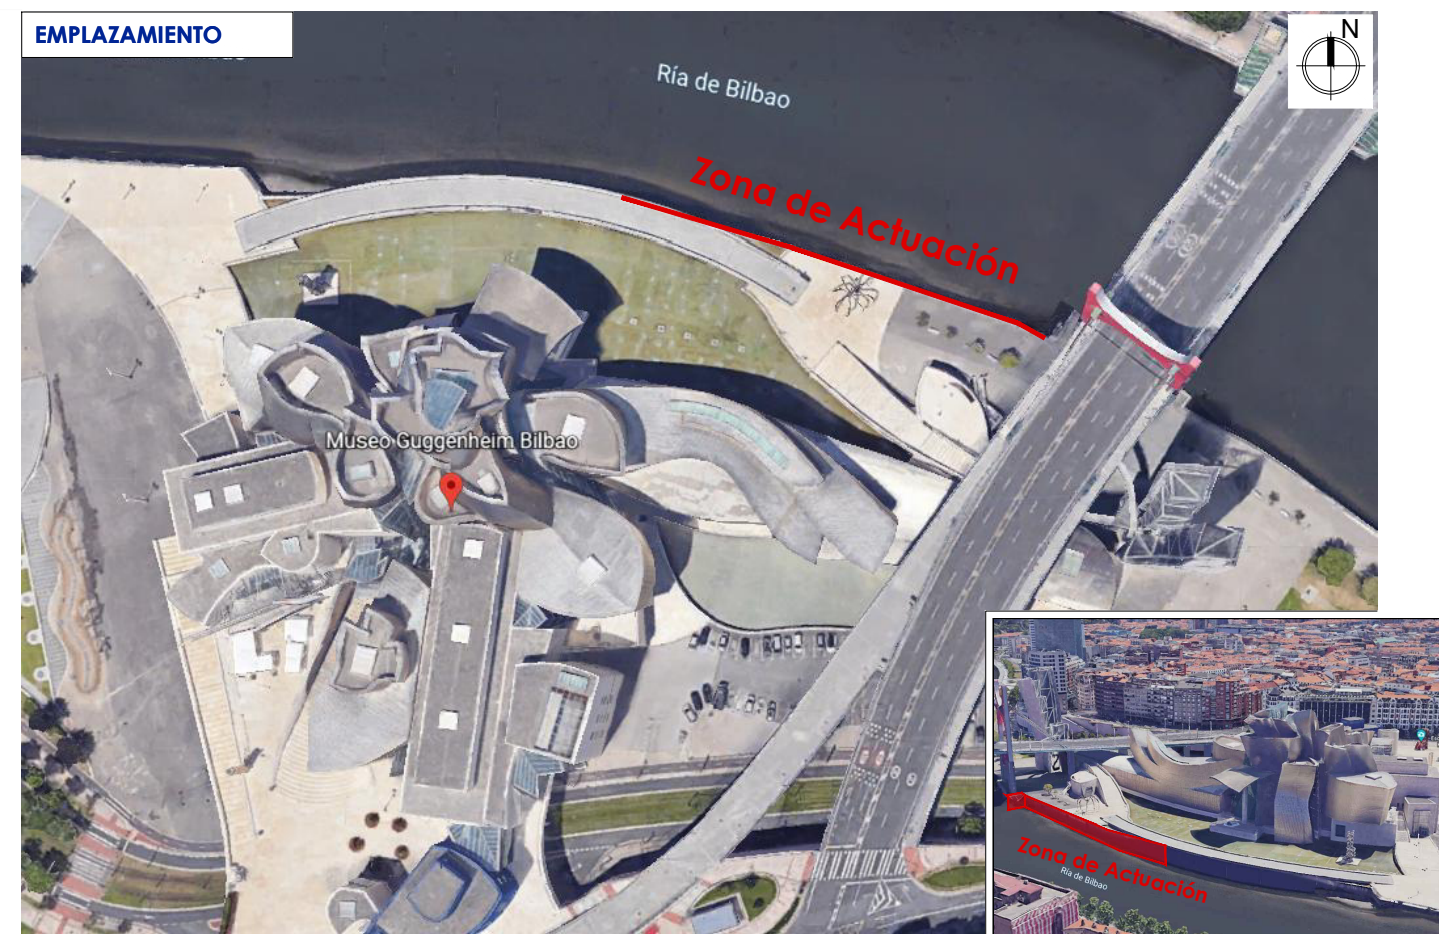 EMPLAZAMIENTO
N
Ría de Bilbao
Zona de Actuación
Museo Guggenheim Bilbao
Zona de Actuación
Ría de Bilbao